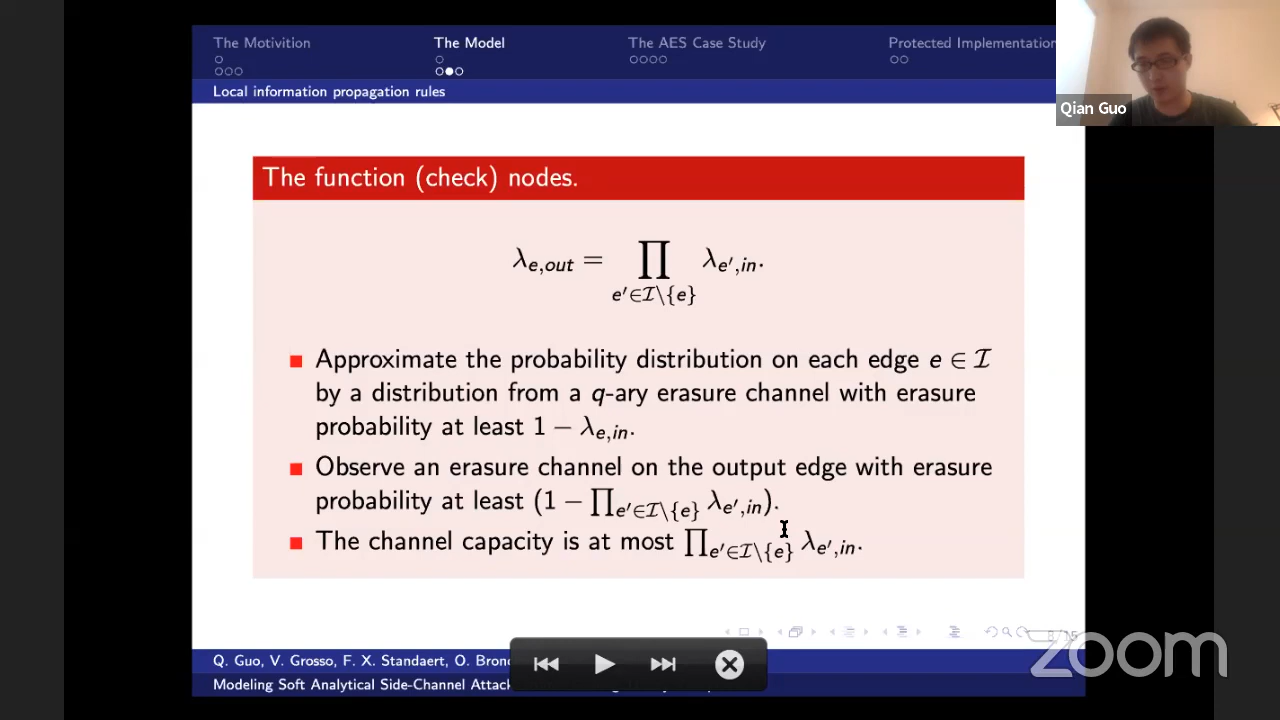 The Motivition
The Model
The AES Case Study
Protected Implementation
Local information propagation rules
Qian Guo
The function (check) nodes.
λe,out = ∏e′∈I\{e} λe′,in.
Approximate the probability distribution on each edge e ∈ I
by a distribution from a q-ary erasure channel with erasure
probability at least 1 − λe,in.
Observe an erasure channel on the output edge with erasure
probability at least (1 − ∏e′∈I\{e} λe′,in).
The channel capacity is at most ∏e′∈I\{e} λe′,in.
Q. Guo, V. Grosso, F. X. Standaert, O. Bron
Modeling Soft Analytical Side-Channel Attack
zoom